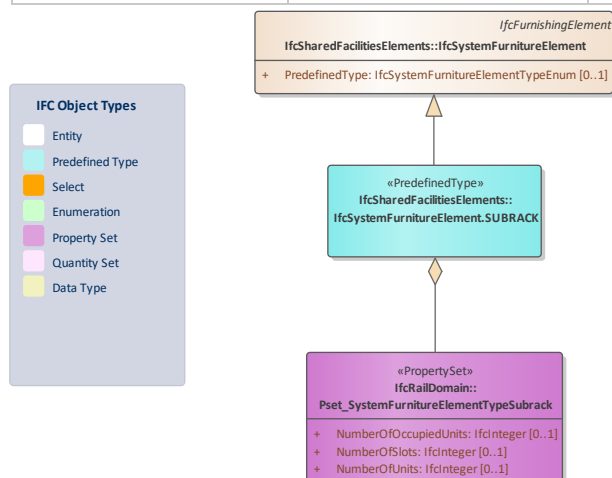 IfcFurnishingElement
IfcSharedFacilitiesElements::IfcSystemFurnitureElement
+ PredefinedType: IfcSystemFurnitureElementTypeEnum [0..1]
IFC Object Types
Entity
Predefined Type
Select
Enumeration
Property Set
Quantity Set
Data Type
«PredefinedType»
IfcSharedFacilitiesElements::
IfcSystemFurnitureElement.SUBRACK
«PropertySet»
IfcRailDomain::
Pset_SystemFurnitureElementTypeSubrack
+ NumberOfOccupiedUnits: IfcInteger [0..1]
+ NumberOfSlots: IfcInteger [0..1]
+ NumberOfUnits: IfcInteger [0..1]